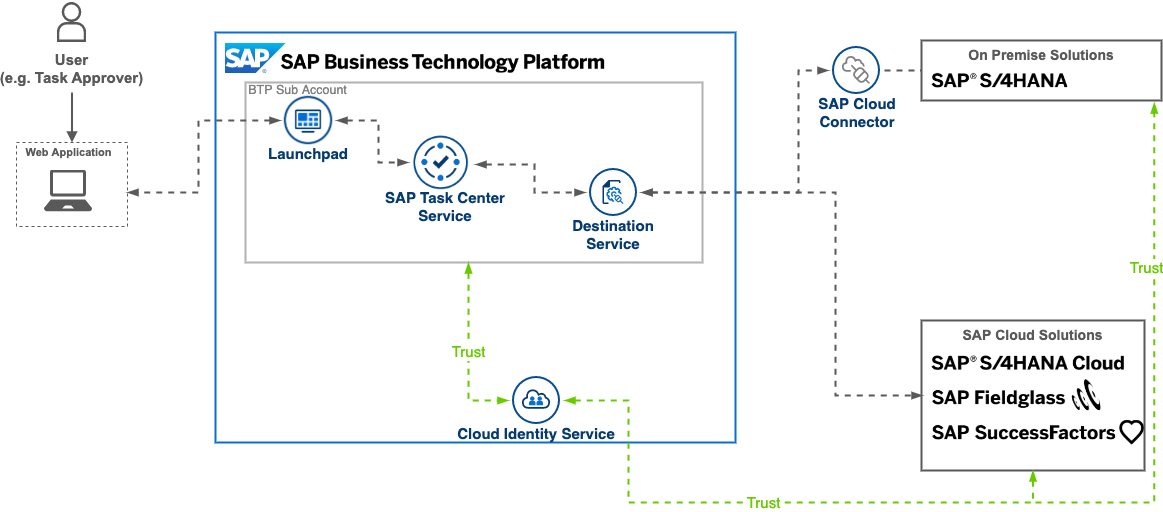 User
(e.g. Task Approver)
Web Application
SAP®
SAP Business Technology Platform
BTP Sub Account
Launchpad
SAP Task Center
Service
Destination
Service
SAP Cloud
Connector
On Premise Solutions
SAP® S/4HANA
Trust
Trust
SAP Cloud Solutions
SAP® S/4HANA Cloud
SAP Fieldglass
SAP SuccessFactors
Cloud Identity Service
Trust